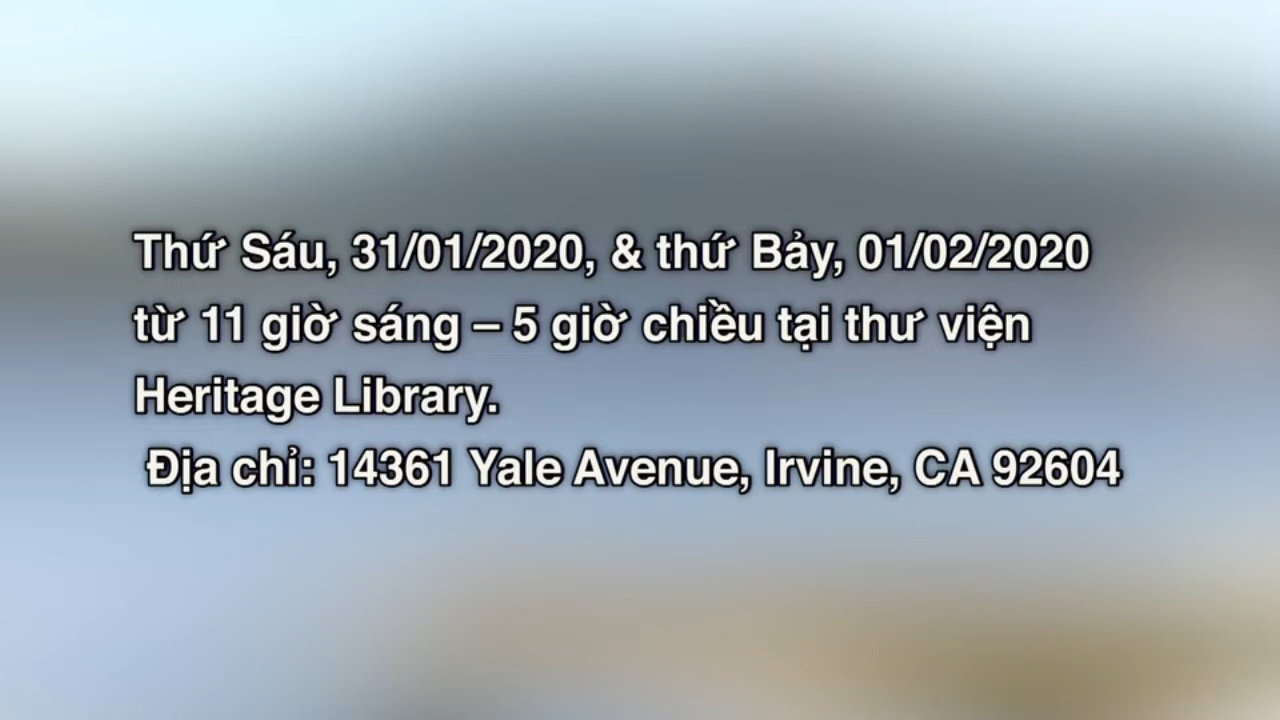 Thứ Sáu, 31/01/2020, & thứ Bảy, 01/02/2020
từ 11 giờ sáng – 5 giờ chiều tại thư viện
Heritage Library.
Địa chỉ: 14361 Yale Avenue, Irvine, CA 92604